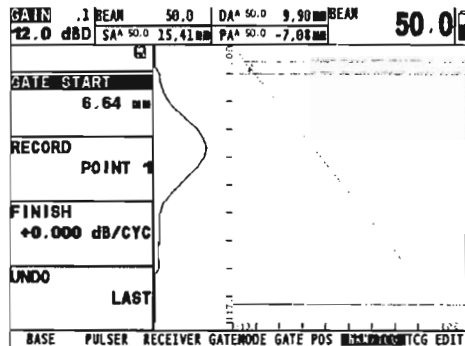 GAIN .1 BEAM 50.0 DA^ 50.0 9.90 mm BEAM 50.0
12.0 dBD SA^ 50.0 15.41 mm PA^ 50.0 -7.08 mm
GATE START
6.64 mm
RECORD
POINT 1
FINISH
+0.000 dB/CYC
UNDO
LAST
BASE PULSER RECEIVER GATEMODE GATE POS TCG EDIT